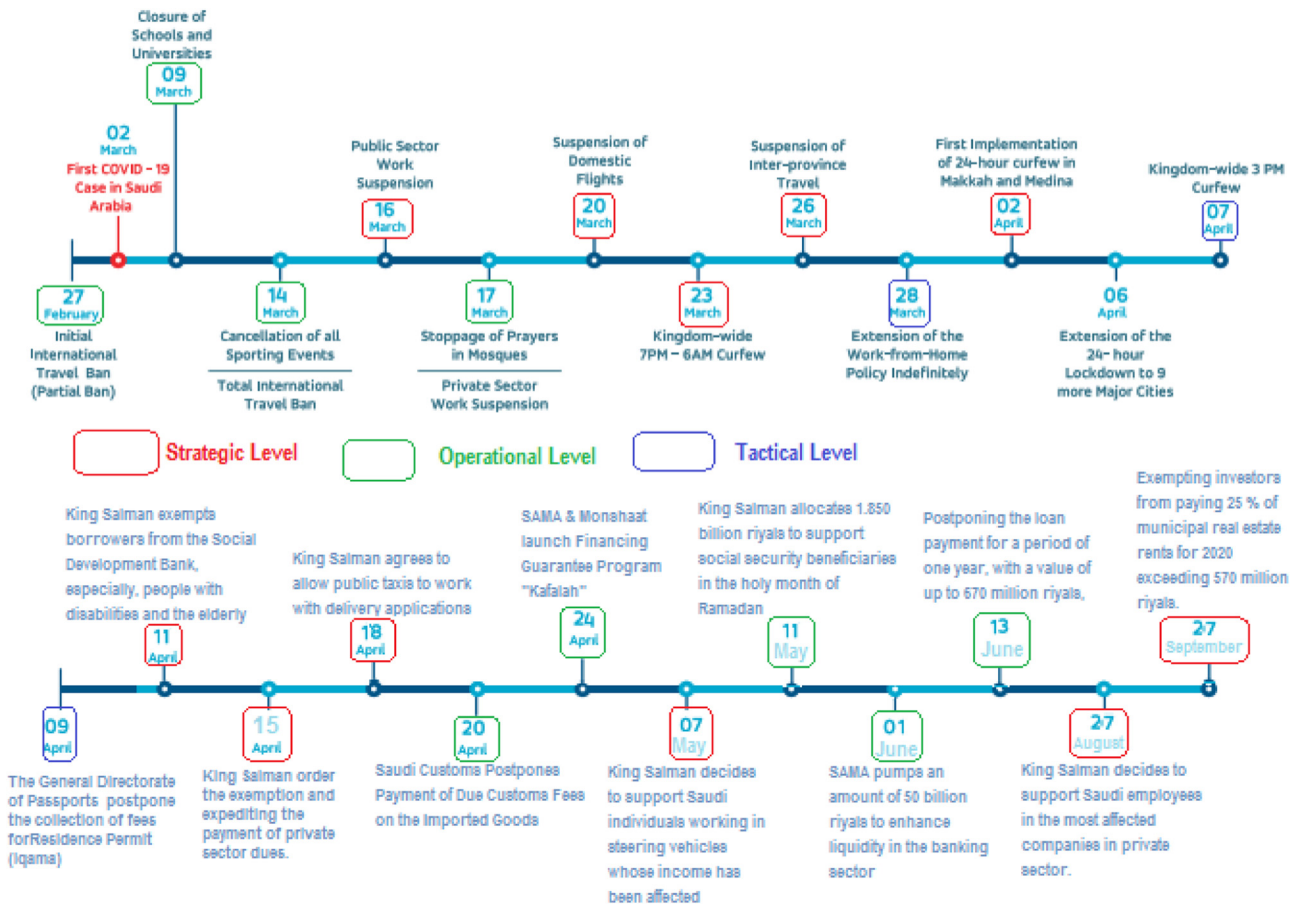 Closure of
Schools and
Universities
09
March
02
March
First COVID - 19
Case in Saudi
Arabia
Public Sector
Work
Suspension
16
March
Suspension of
Domestic
Flights
20
March
Suspension of
Inter-province
Travel
26
March
First Implementation
of 24-hour curfew in
Makkah and Medina
02
April
Kingdom-wide 3 PM
Curfew
07
April
27
February
Initial
International
Travel Ban
(Partial Ban)
14
March
Cancellation of all
Sporting Events
Total International
Travel Ban
17
March
Stoppage of Prayers
in Mosques
Private Sector
Work Suspension
23
March
Kingdom-wide
7PM - 6AM Curfew
28
March
Extension of the
Work-from-Home
Policy Indefinitely
06
April
Extension of the
24- hour
Lockdown to 9
more Major Cities
Strategic Level
Operational Level
Tactical Level
King Salman exempts
borrowers from the Social
Development Bank,
especially, people with
disabilities and the elderly
11
April
King Salman agrees to
allow public taxis to work
with delivery applications
18
April
SAMA & Monshaat
launch Financing
Guarantee Program
"Kafalah"
24
April
King Salman allocates 1.850
billion riyals to support
social security beneficiaries
in the holy month of
Ramadan
11
May
Postponing the loan
payment for a period of
one year, with a value of
up to 670 million riyals,
13
June
Exempting investors
from paying 25 % of
municipal real estate
rents for 2020
exceeding 570 million
riyals.
27
September
09
April
The General Directorate
of Passports postpone
the collection of fees
forResidence Permit
(Iqama)
15
April
King Salman order
the exemption and
expediting the
payment of private
sector dues.
20
April
Saudi Customs Postpones
Payment of Due Customs Fees
on the Imported Goods
07
May
King Salman decides
to support Saudi
individuals working in
steering vehicles
whose income has
been affected
01
June
SAMA pumps an
amount of 50 billion
riyals to enhance
liquidity in the banking
sector
27
August
King Salman decides to
support Saudi employees
in the most affected
companies in private
sector.